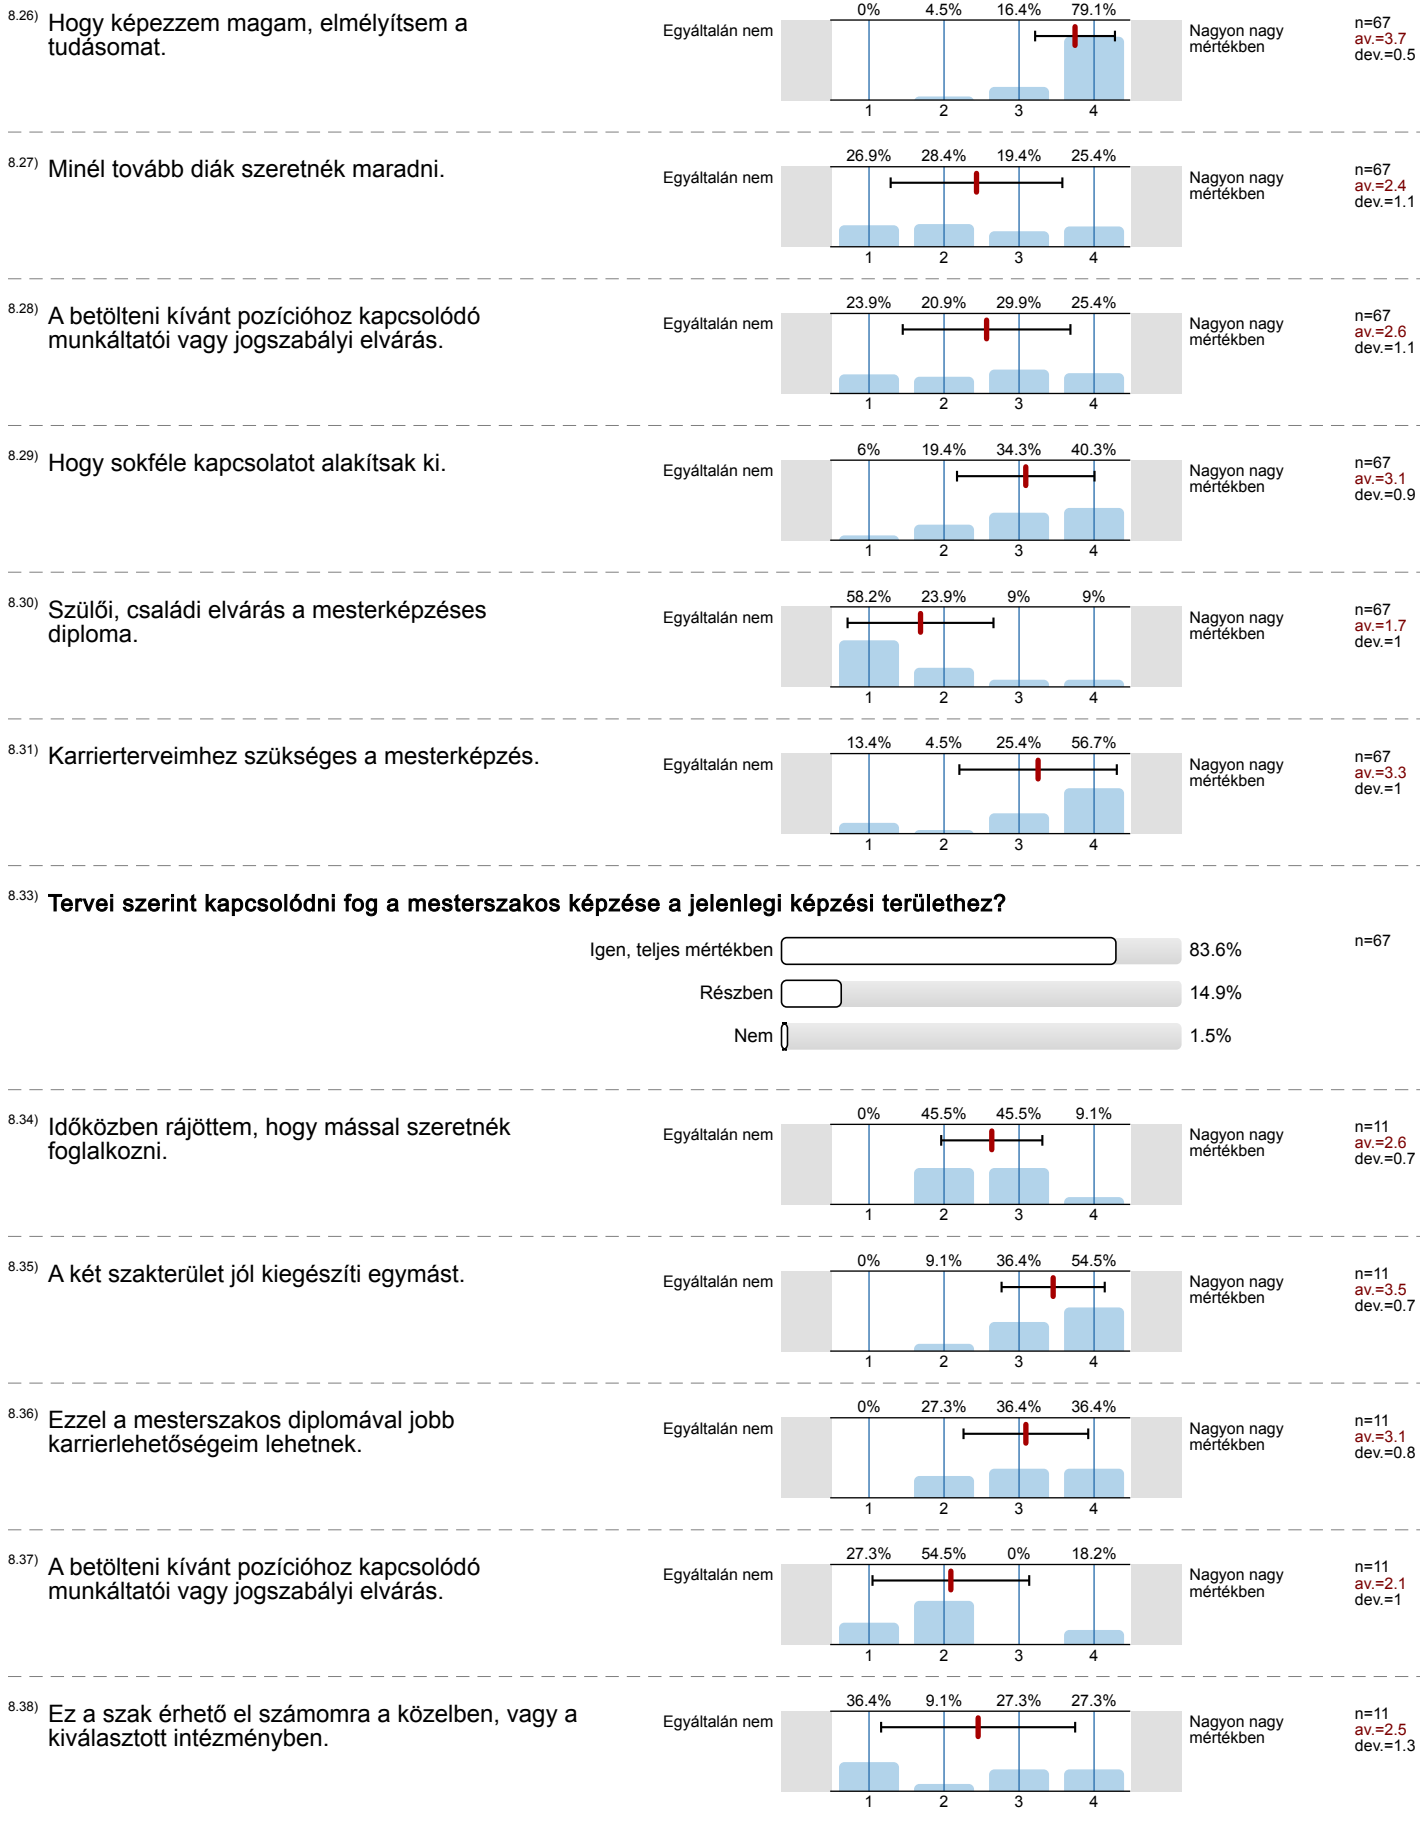 8.26) Hogy képezzem magam, elmélyítsem a
tudásomat.
Egyáltalán nem
0% 4.5% 16.4% 79.1%
1 2 3 4
Nagyon nagy
mértékben
n=67
av.=3.7
dev.=0.5
8.27) Minél tovább diák szeretnék maradni.
Egyáltalán nem
26.9% 28.4% 19.4% 25.4%
1 2 3 4
Nagyon nagy
mértékben
n=67
av.=2.4
dev.=1.1
8.28) A betölteni kívánt pozícióhoz kapcsolódó
munkáltatói vagy jogszabályi elvárás.
Egyáltalán nem
23.9% 20.9% 29.9% 25.4%
1 2 3 4
Nagyon nagy
mértékben
n=67
av.=2.6
dev.=1.1
8.29) Hogy sokféle kapcsolatot alakítsak ki.
Egyáltalán nem
6% 19.4% 34.3% 40.3%
1 2 3 4
Nagyon nagy
mértékben
n=67
av.=3.1
dev.=0.9
8.30) Szülői, családi elvárás a mesterképzéses
diploma.
Egyáltalán nem
58.2% 23.9% 9% 9%
1 2 3 4
Nagyon nagy
mértékben
n=67
av.=1.7
dev.=1
8.31) Karrierterveimhez szükséges a mesterképzés.
Egyáltalán nem
13.4% 4.5% 25.4% 56.7%
1 2 3 4
Nagyon nagy
mértékben
n=67
av.=3.3
dev.=1
8.33) Tervei szerint kapcsolódni fog a mesterszakos képzése a jelenlegi képzési területhez?
Igen, teljes mértékben 83.6% n=67
Részben 14.9%
Nem 1.5%
8.34) Időközben rájöttem, hogy mással szeretnék
foglalkozni.
Egyáltalán nem
0% 45.5% 45.5% 9.1%
1 2 3 4
Nagyon nagy
mértékben
n=11
av.=2.6
dev.=0.7
8.35) A két szakterület jól kiegészíti egymást.
Egyáltalán nem
0% 9.1% 36.4% 54.5%
1 2 3 4
Nagyon nagy
mértékben
n=11
av.=3.5
dev.=0.7
8.36) Ezzel a mesterszakos diplomával jobb
karrierlehetőségeim lehetnek.
Egyáltalán nem
0% 27.3% 36.4% 36.4%
1 2 3 4
Nagyon nagy
mértékben
n=11
av.=3.1
dev.=0.8
8.37) A betölteni kívánt pozícióhoz kapcsolódó
munkáltatói vagy jogszabályi elvárás.
Egyáltalán nem
27.3% 54.5% 0% 18.2%
1 2 3 4
Nagyon nagy
mértékben
n=11
av.=2.1
dev.=1
8.38) Ez a szak érhető el számomra a közelben, vagy a
kiválasztott intézményben.
Egyáltalán nem
36.4% 9.1% 27.3% 27.3%
1 2 3 4
Nagyon nagy
mértékben
n=11
av.=2.5
dev.=1.3